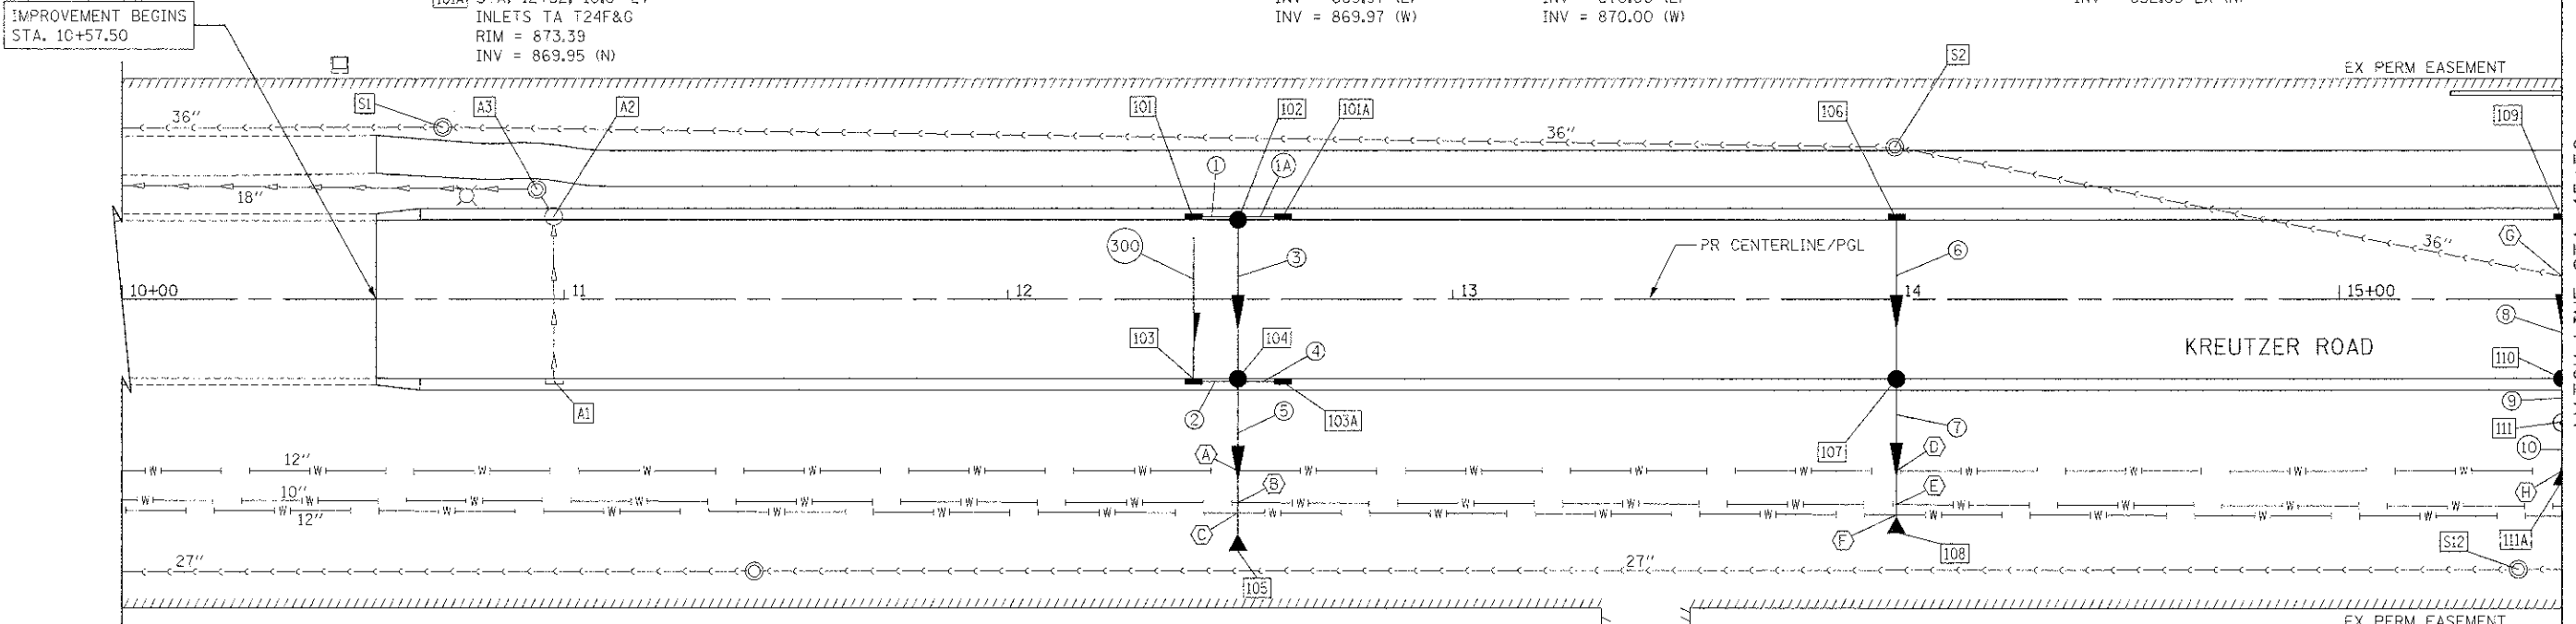 IMPROVEMENT BEGINS
STA. 10+57.50
101A
INLETS TA T24F&G
RIM = 873.39
INV = 869.95 (N)
INV = 869.97 (W)
INV = 870.00 (W)
EX PERM EASEMENT
S1
A3
A2
101
102
101A
S2
106
109
36"
36"
36"
18"
1
1A
G
300
3
6
PR CENTERLINE/PGL
10+00
11
12
13
14
15+00
8
103
104
4
KREUTZER ROAD
110
A1
2
5
103A
107
7
9
111
10
12"
A
D
10"
B
E
H
12"
C
F
108
S12
111A
27"
27"
105
EX PERM EASEMENT